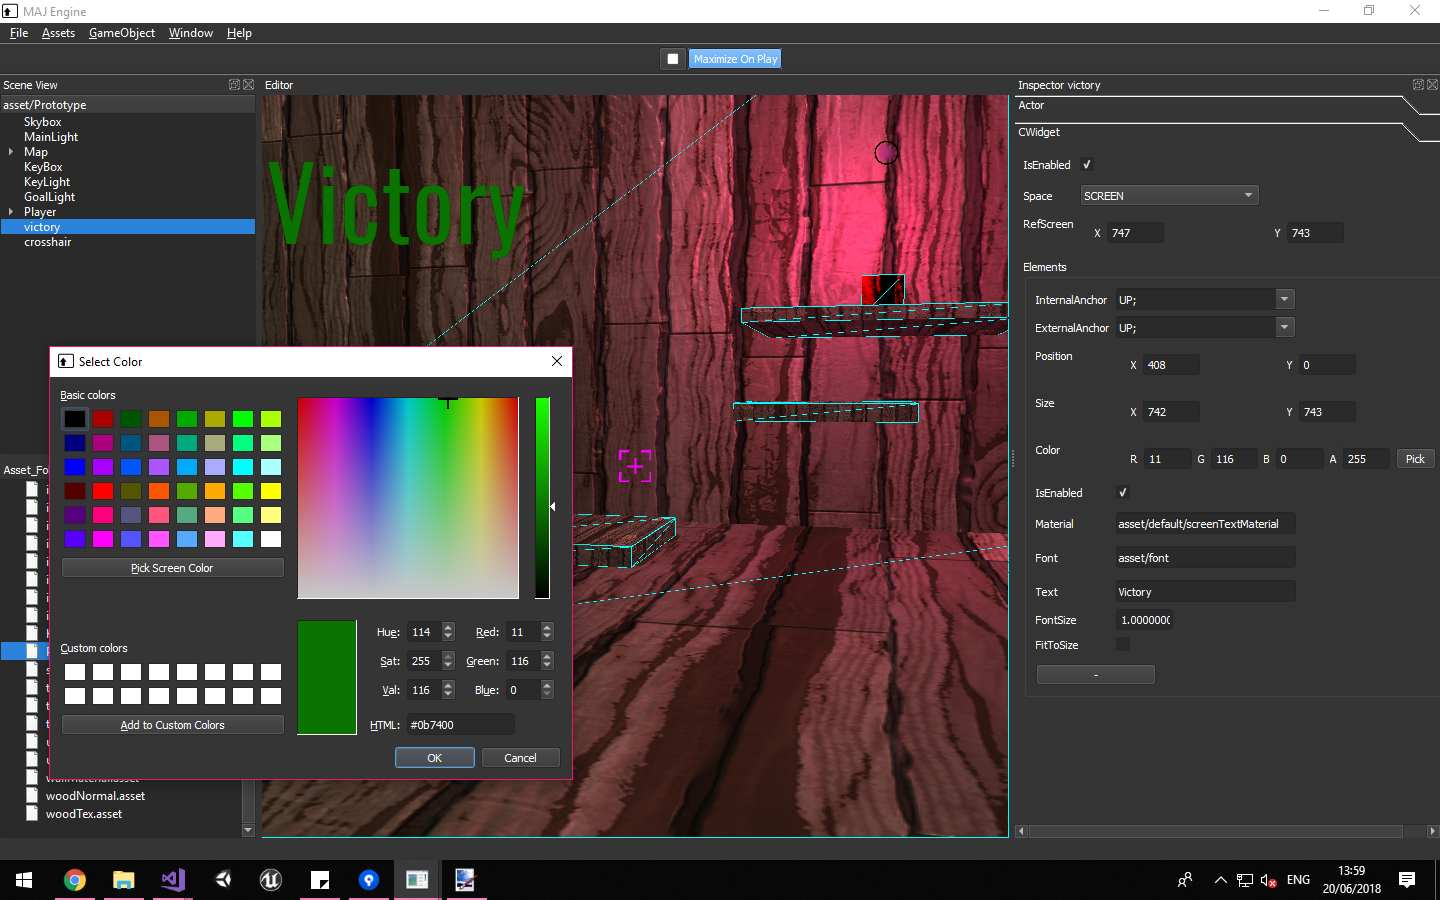 MAJ Engine
File Assets GameObject Window Help
Maximize On Play
Scene View
asset/Prototype
Skybox
MainLight
Map
KeyBox
KeyLight
GoalLight
Player
victory
crosshair
Editor
Victory
Inspector victory
Actor
CWidget
IsEnabled
Space SCREEN
RefScreen X 747 Y 743
Elements
InternalAnchor UP;
ExternalAnchor UP;
Position X 408 Y 0
Size X 742 Y 743
Color R 11 G 116 B 0 A 255 Pick
IsEnabled
Material asset/default/screenTextMaterial
Font asset/font
Text Victory
FontSize 1.0000000
FitToSize
-
Select Color
Basic colors
Pick Screen Color
Custom colors
Add to Custom Colors
Hue: 114 Red: 11
Sat: 255 Green: 116
Val: 116 Blue: 0
HTML: #0b7400
OK Cancel
Asset_Fo
woodNormal.asset
woodTex.asset
ENG
13:59
20/06/2018